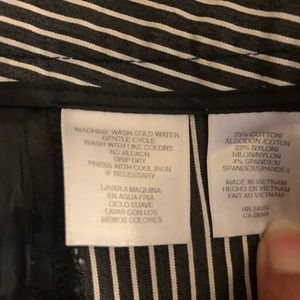 MACHINE WASH COLD WATER
GENTLE CYCLE
WASH WITH LIKE COLORS
NO BLEACH
DRIP DRY
PRESS WITH COOL IRON
IF NECESSARY
LAVAR A MAQUINA
EN AGUA FRIA
CICLO SUAVE
LAVAR CON LOS
MISMOS COLORES
73% COTTON/
ALGODON/COTON
23% NYLON/
NILON/NYLON
4% SPANDEX/
SPANDEX/SPANDEX
MADE IN VIETNAM
HECHO EN VIETNAM
FAIT AU VIETNAM
RN 54050